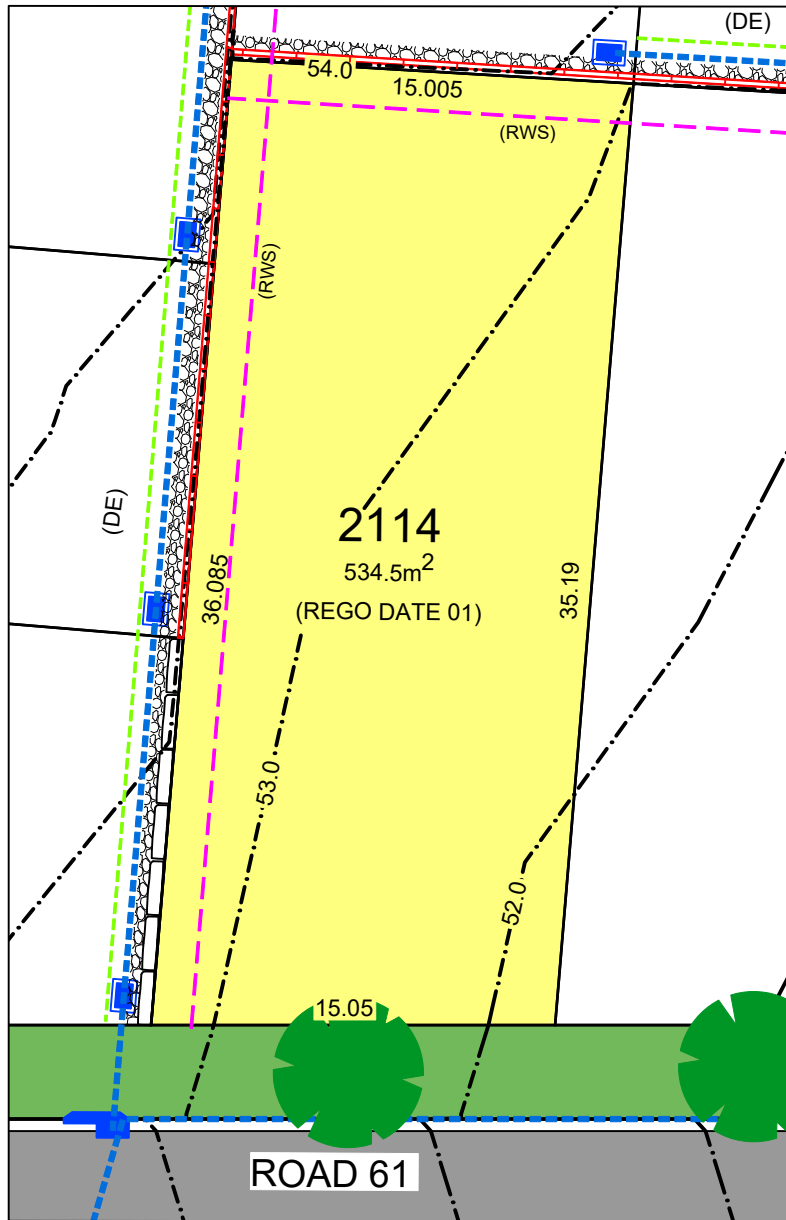 (DE)
54.0
15.005
(RWS)
(RWS)
(DE)
2114
534.5m²
(REGO DATE 01)
36.085
35.19
53.0
52.0
15.05
ROAD 61